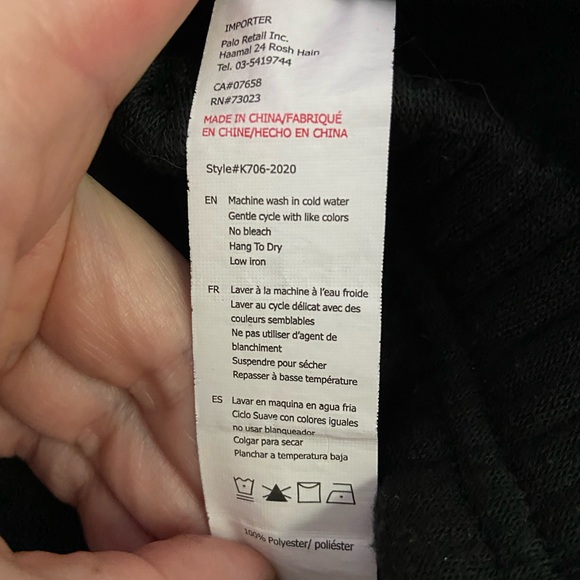 IMPORTER
Palo Retail Inc.
Haamal 24 Rosh Hain
Tel. 03-5419744
CA#07658
RN#73023
MADE IN CHINA/FABRIQUÉ
EN CHINE/HECHO EN CHINA
Style#K706-2020
EN Machine wash in cold water
Gentle cycle with like colors
No bleach
Hang To Dry
Low iron
FR Laver à la machine à l'eau froide
Laver au cycle délicat avec des
couleurs semblables
Ne pas utiliser d'agent de
blanchiment
Suspendre pour sécher
Repasser à basse température
ES Lavar en maquina en agua fria
Ciclo Suave con colores iguales
no usar blanqueador
Colgar para secar
Planchar a temperatura baja
100% Polyester/ poliéster